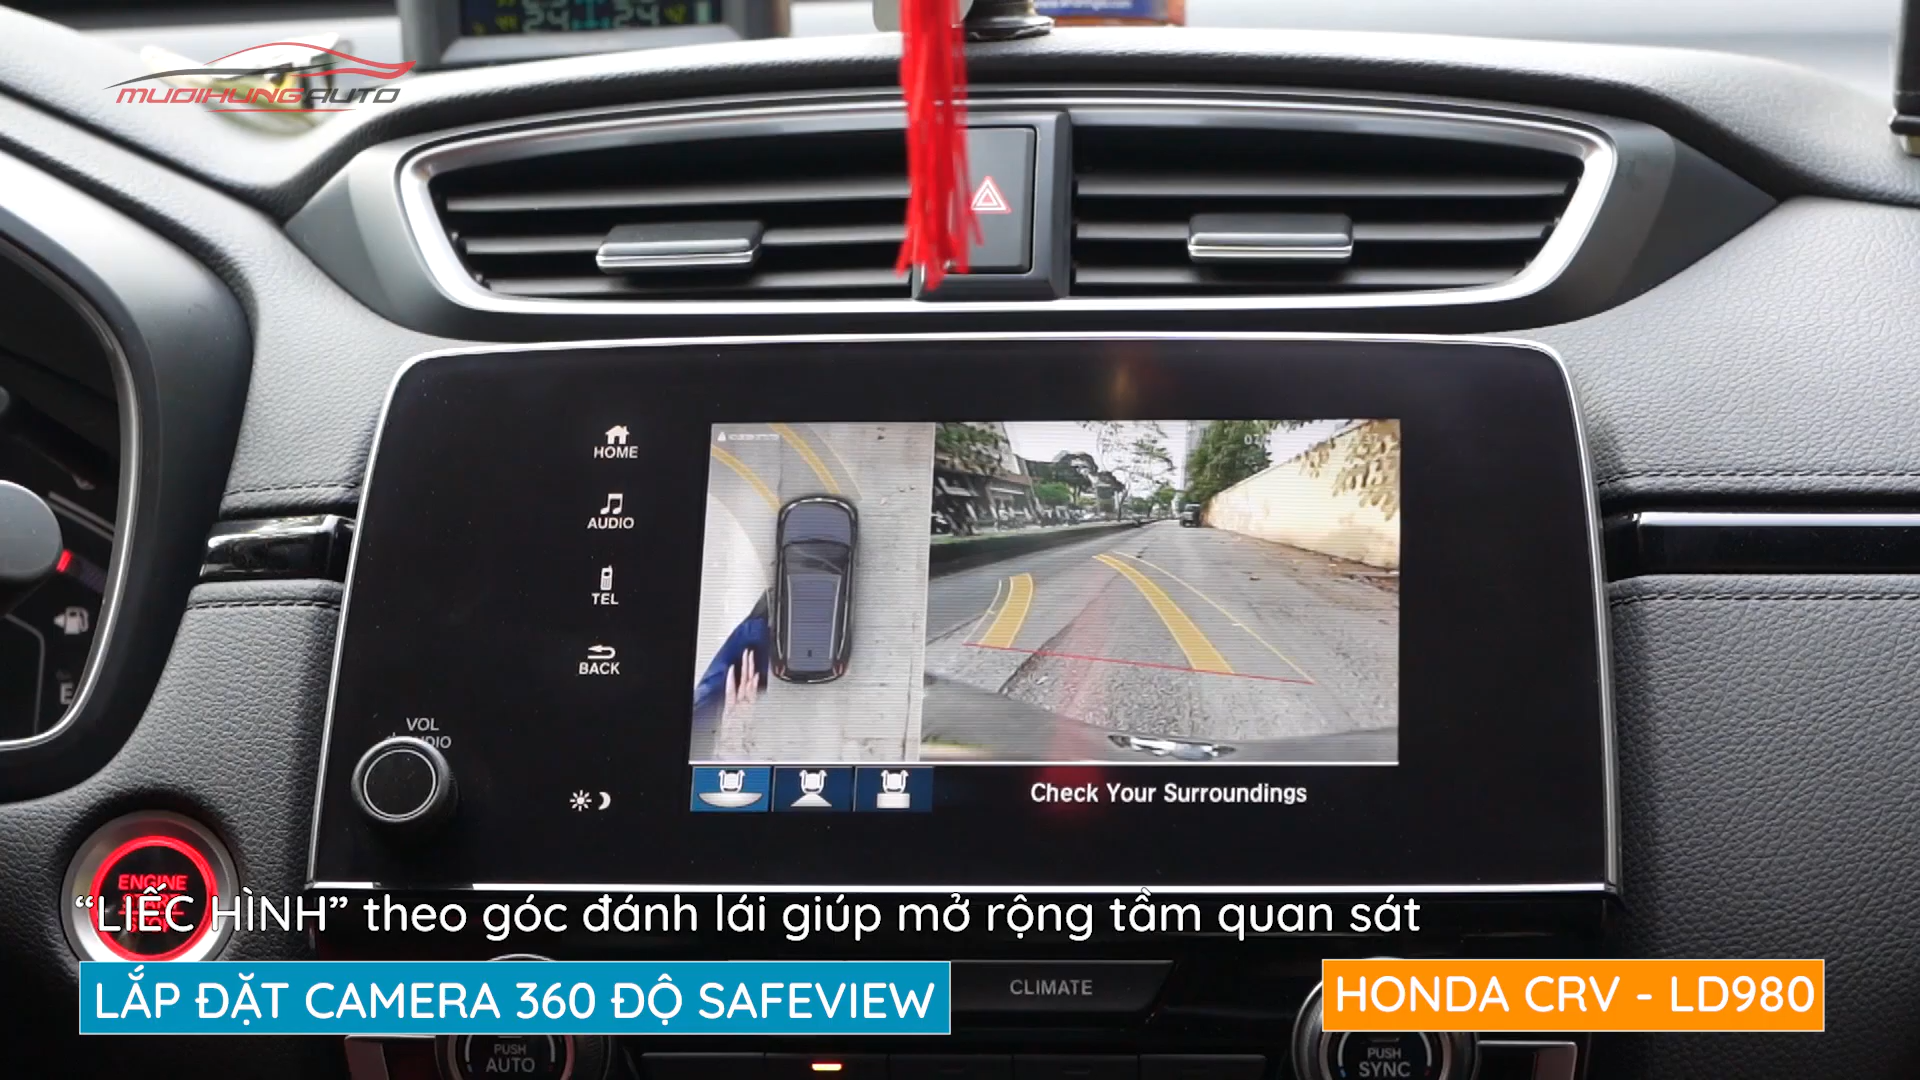 MUOIHUNGAUTO
HOME
AUDIO
TEL
BACK
VOL
Check Your Surroundings
ENGINE
E
“LIẾC HÌNH” theo góc đánh lái giúp mở rộng tầm quan sát
LẮP ĐẶT CAMERA 360 ĐỘ SAFEVIEW
CLIMATE
HONDA CRV - LD980
PUSH
AUTO
PUSH
SYNC